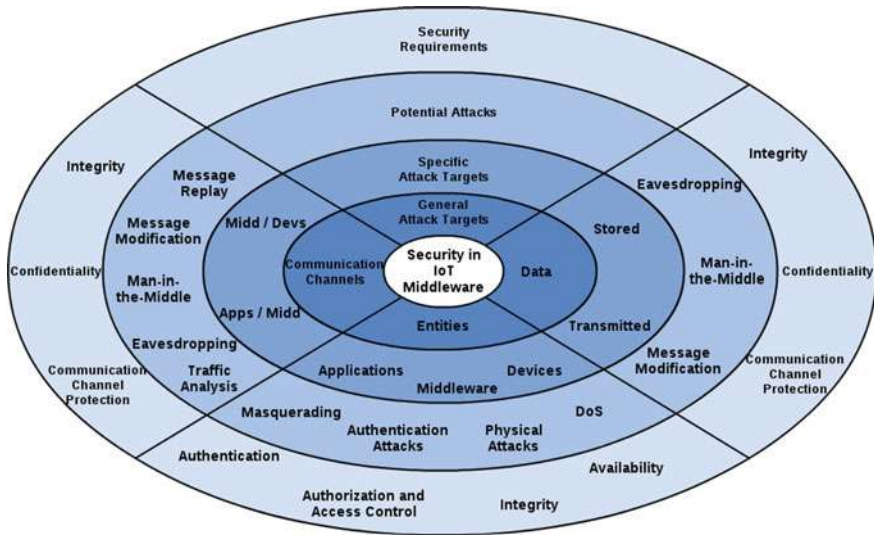 Security
Requirements
Potential Attacks
Specific
Attack Targets
General
Attack Targets
Security in
IoT
Middleware
Communication
Channels
Midd / Devs
Apps / Midd
Message
Replay
Message
Modification
Man-in-
the-Middle
Eavesdropping
Traffic
Analysis
Integrity
Confidentiality
Communication
Channel
Protection
Data
Stored
Transmitted
Eavesdropping
Man-in-
the-Middle
Message
Modification
Integrity
Confidentiality
Communication
Channel
Protection
Entities
Applications
Middleware
Devices
Masquerading
Authentication
Attacks
Physical
Attacks
DoS
Authentication
Authorization and
Access Control
Integrity
Availability